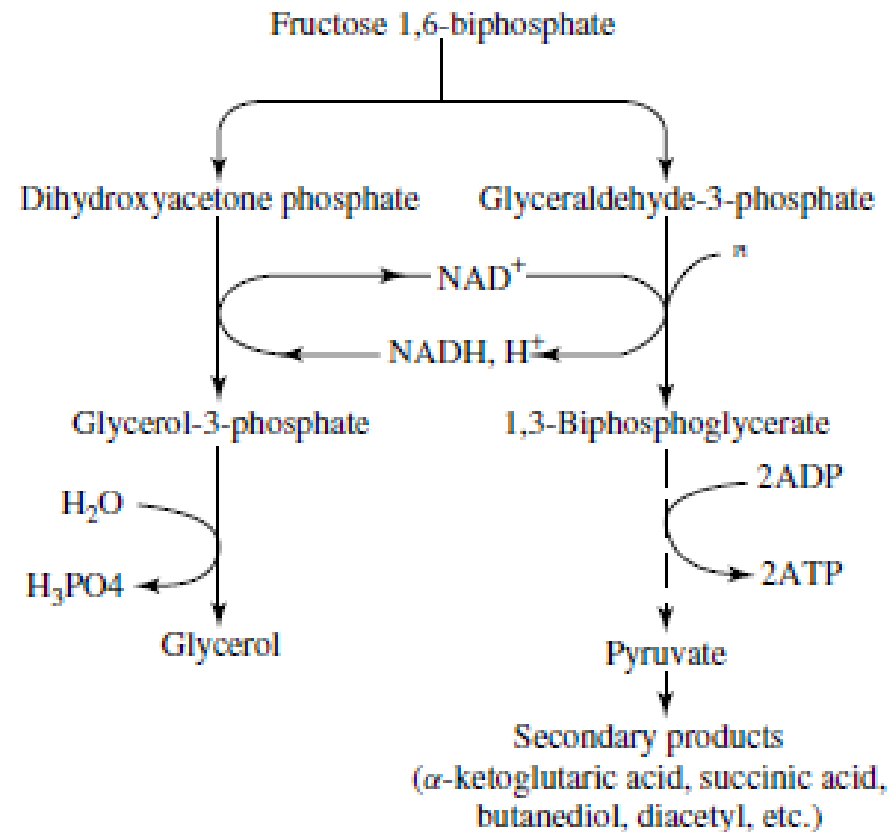 Fructose 1,6-biphosphate
Dihydroxyacetone phosphate
Glyceraldehyde-3-phosphate
NAD+
NADH, H+
Glycerol-3-phosphate
1,3-Biphosphoglycerate
H2O
2ADP
H3PO4
2ATP
Glycerol
Pyruvate
Secondary products
(α-ketoglutaric acid, succinic acid,
butanediol, diacetyl, etc.)